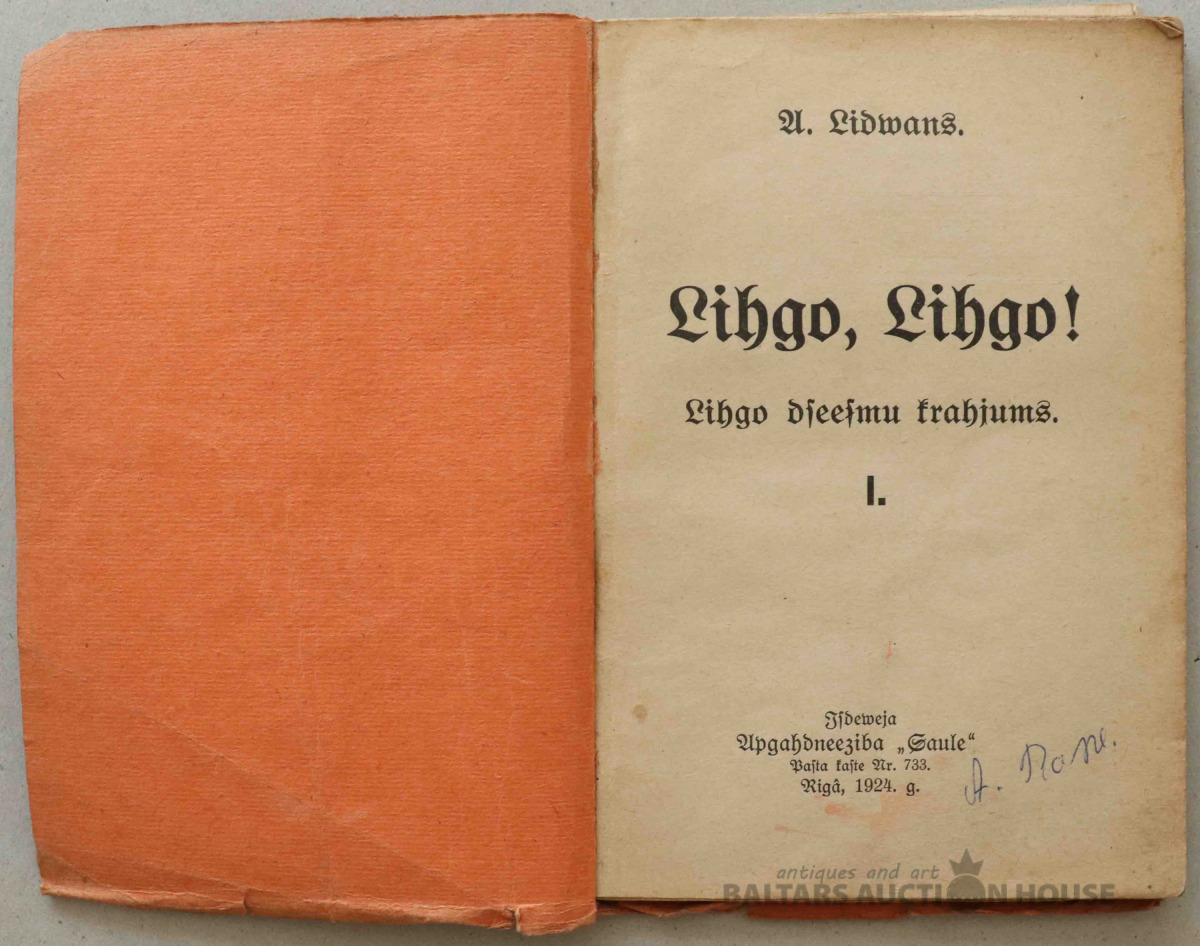 A. Lidwans.
Lihgo, Lihgo!
Lihgo dſeeſmu krahjums.
I.
Iſdeweja
Apgahdneeziba „Saule“
Paſta kaſte Nr. 733.
Rigâ, 1924. g.
A.
antiques and art
BALTARS AUCTION HOUSE